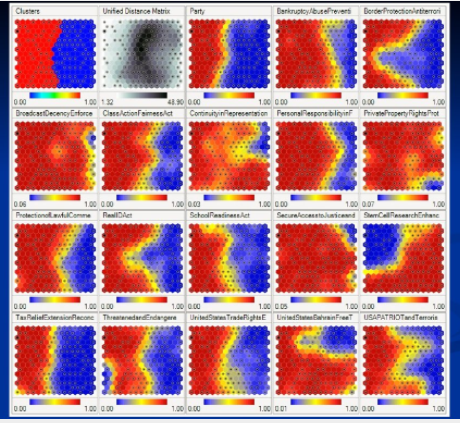 Clusters Unified Distance Matrix Party BankruptcyAbusePreventi BorderProtectionAntiterrori
0.00 1.00 1.32 48.90 0.00 1.00 0.00 1.00 0.00 1.00
BroadcastDecencyEnforce ClassActionFairnessAct ContinuityinRepresentation PersonalResponsibilityinF PrivatePropertyRightsProt
0.06 1.00 0.00 1.00 0.03 1.00 0.00 1.00 0.07 1.00
ProtectionofLawfulComme RealIDAct SchoolReadinessAct SecureAccesstoJusticeand StemCellResearchEnhanc
0.00 1.00 0.00 1.00 0.00 1.00 0.05 1.00 0.00 1.00
TaxReliefExtensionReconc ThreatenedandEndangere UnitedStatesTradeRightsE UnitedStatesBahrainFreeT USAPATRIOTandTerroris
0.00 1.00 0.00 1.00 0.00 1.00 0.01 1.00 0.00 1.00